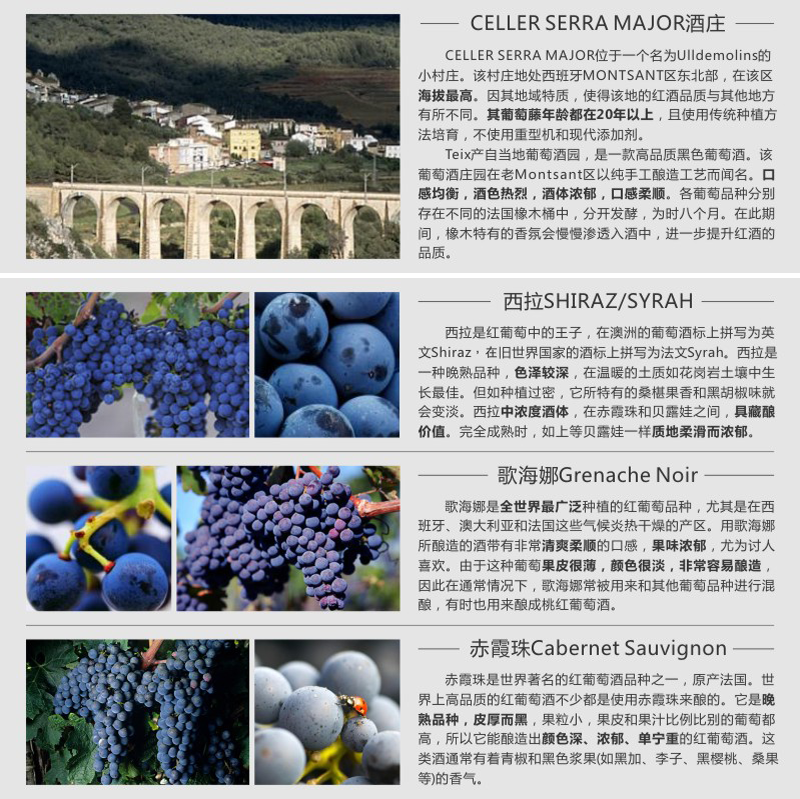 CELLER SERRA MAJOR酒庄
CELLER SERRA MAJOR位于一个名为Ulldemolins的
小村庄。该村庄地处西班牙MONTSANT区东北部，在该区
海拔最高。因其地域特质，使得该地的红酒品质与其他地方
有所不同。其葡萄藤年龄都在20年以上，且使用传统种植方
法培育，不使用重型机和现代添加剂。
Teix产自当地葡萄酒园，是一款高品质黑色葡萄酒。该
葡萄酒庄园在老Montsant区以纯手工酿造工艺而闻名。口
感均衡，酒色热烈，酒体浓郁，口感柔顺。各葡萄品种分别
存在不同的法国橡木桶中，分开发酵，为时八个月。在此期
间，橡木特有的香氛会慢慢渗透入酒中，进一步提升红酒的
品质。
西拉SHIRAZ/SYRAH
西拉是红葡萄中的王子，在澳洲的葡萄酒标上拼写为英
文Shiraz，在旧世界国家的酒标上拼写为法文Syrah。西拉是
一种晚熟品种，色泽较深，在温暖的土质如花岗岩土壤中生
长最佳。但如种植过密，它所特有的桑椹果香和黑胡椒味就
会变淡。西拉中浓度酒体，在赤霞珠和贝露娃之间，具藏酿
价值。完全成熟时，如上等贝露娃一样质地柔滑而浓郁。
歌海娜Grenache Noir
歌海娜是全世界最广泛种植的红葡萄品种，尤其是在西
班牙、澳大利亚和法国这些气候炎热干燥的产区。用歌海娜
所酿造的酒带有非常清爽柔顺的口感，果味浓郁，尤为讨人
喜欢。由于这种葡萄果皮很薄，颜色很淡，非常容易酿造，
因此在通常情况下，歌海娜常被用来和其他葡萄品种进行混
酿，有时也用来酿成桃红葡萄酒。
赤霞珠Cabernet Sauvignon
赤霞珠是世界著名的红葡萄酒品种之一，原产法国。世
界上高品质的红葡萄酒不少都是使用赤霞珠来酿的。它是晚
熟品种，皮厚而黑，果粒小，果皮和果汁比例比别的葡萄都
高，所以它能酿造出颜色深、浓郁、单宁重的红葡萄酒。这
类酒通常有着青椒和黑色浆果(如黑加、李子、黑樱桃、桑果
等)的香气。